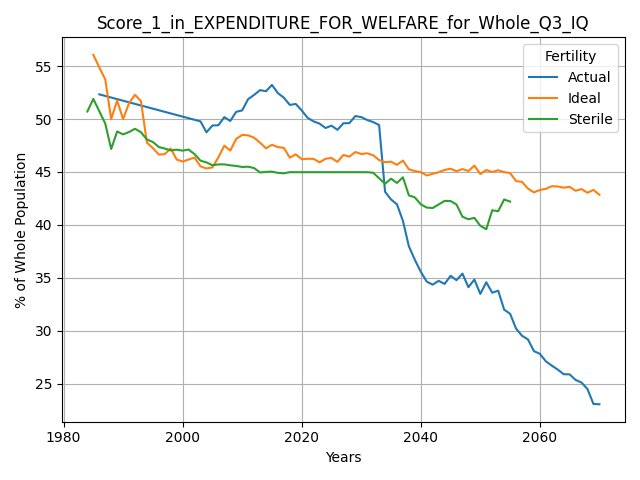 Score_1_in_EXPENDITURE_FOR_WELFARE_for_Whole_Q3_IQ
Fertility
Actual
Ideal
Sterile
% of Whole Population
55
50
45
40
35
30
25
1980
2000
2020
2040
2060
Years